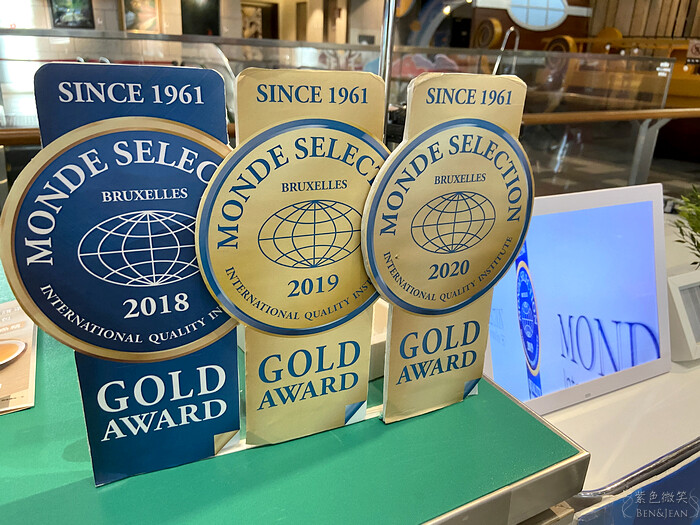 SINCE 1961
MONDE SELEC
BRUXELLES
2018
INTERNATIONAL QUALITY IN
GOLD
AWARD
SINCE 1961
MONDE SELECTION
BRUXELLES
2019
INTERNATIONAL QUALITY INSTITUTE
GOLD
AWARD
SINCE 1961
MONDE SELECTION
BRUXELLES
2020
INTERNATIONAL QUALITY INSTITUTE
GOLD
AWARD
MOND
紫色微笑
BEN&JEAN